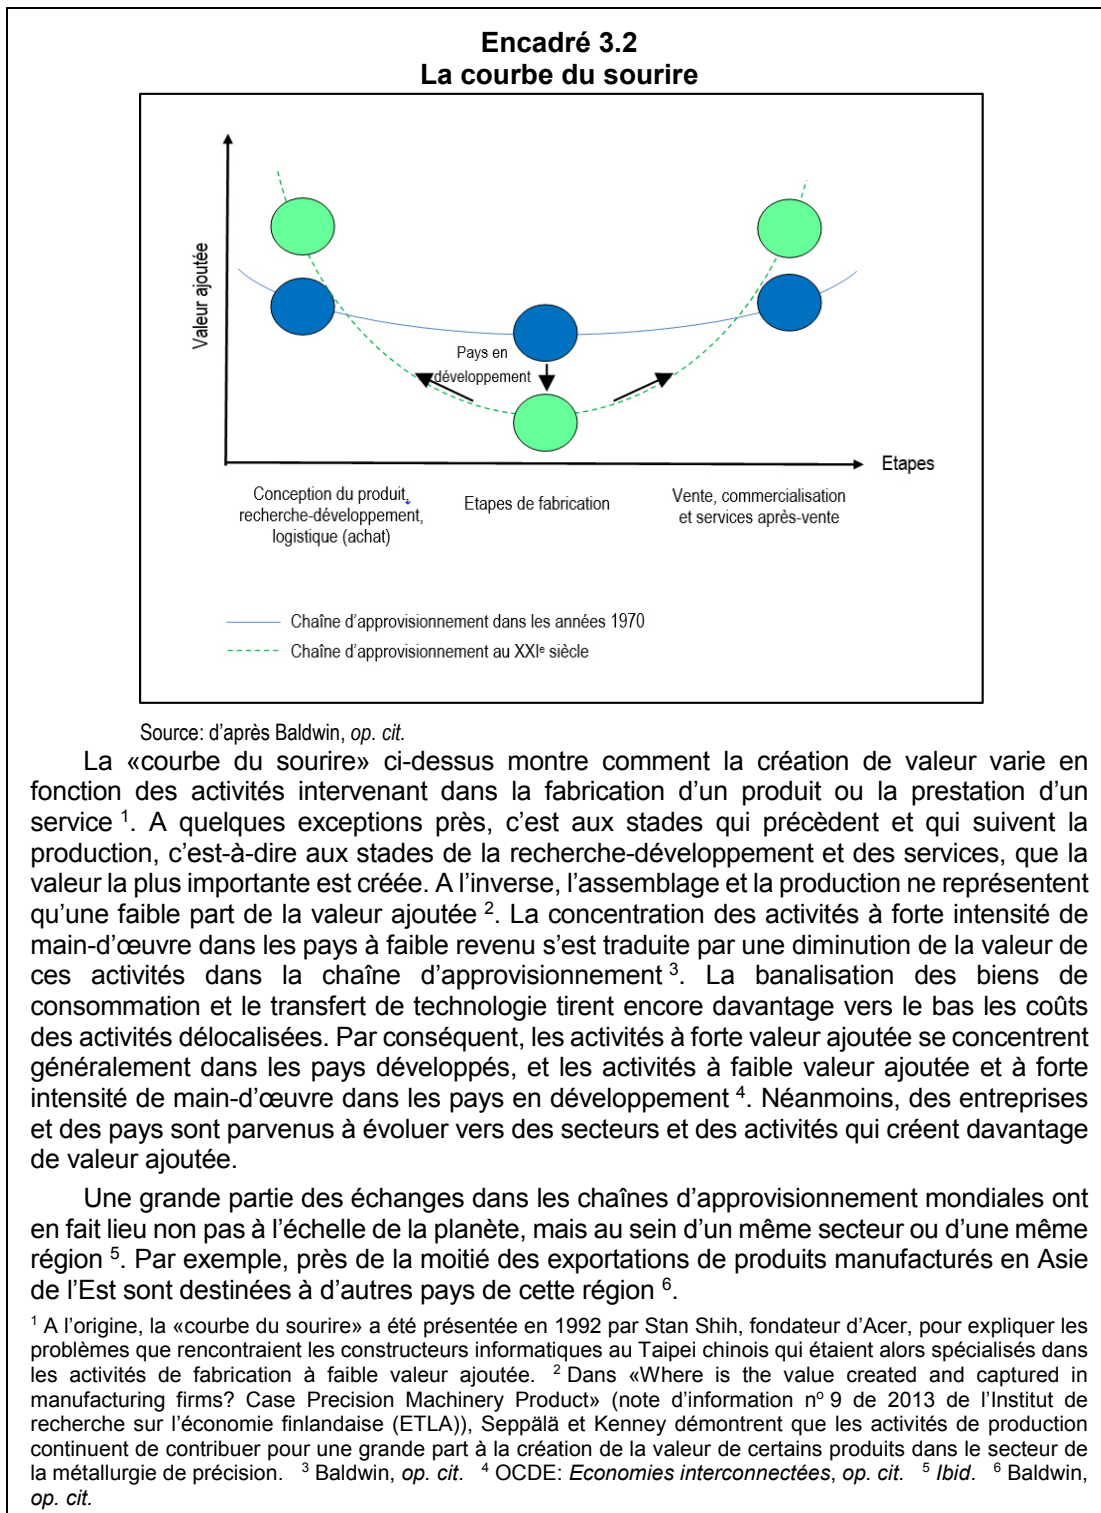 Encadré 3.2
La courbe du sourire
Valeur ajoutée
Pays en
développement
Etapes
Conception du produit,
recherche-développement,
logistique (achat)
Etapes de fabrication
Vente, commercialisation
et services après-vente
Chaîne d'approvisionnement dans les années 1970
Chaîne d'approvisionnement au XXIe siècle
Source: d'après Baldwin, op. cit.
La «courbe du sourire» ci-dessus montre comment la création de valeur varie en
fonction des activités intervenant dans la fabrication d'un produit ou la prestation d'un
service 1. A quelques exceptions près, c'est aux stades qui précèdent et qui suivent la
production, c'est-à-dire aux stades de la recherche-développement et des services, que la
valeur la plus importante est créée. A l'inverse, l'assemblage et la production ne représentent
qu'une faible part de la valeur ajoutée 2. La concentration des activités à forte intensité de
main-d'œuvre dans les pays à faible revenu s'est traduite par une diminution de la valeur de
ces activités dans la chaîne d'approvisionnement 3. La banalisation des biens de
consommation et le transfert de technologie tirent encore davantage vers le bas les coûts
des activités délocalisées. Par conséquent, les activités à forte valeur ajoutée se concentrent
généralement dans les pays développés, et les activités à faible valeur ajoutée et à forte
intensité de main-d'œuvre dans les pays en développement 4. Néanmoins, des entreprises
et des pays sont parvenus à évoluer vers des secteurs et des activités qui créent davantage
de valeur ajoutée.
Une grande partie des échanges dans les chaînes d'approvisionnement mondiales ont
en fait lieu non pas à l'échelle de la planète, mais au sein d'un même secteur ou d'une même
région 5. Par exemple, près de la moitié des exportations de produits manufacturés en Asie
de l'Est sont destinées à d'autres pays de cette région 6.
1 A l'origine, la «courbe du sourire» a été présentée en 1992 par Stan Shih, fondateur d'Acer, pour expliquer les
problèmes que rencontraient les constructeurs informatiques au Taipei chinois qui étaient alors spécialisés dans
les activités de fabrication à faible valeur ajoutée. 2 Dans «Where is the value created and captured in
manufacturing firms? Case Precision Machinery Product» (note d'information no 9 de 2013 de l'Institut de
recherche sur l'économie finlandaise (ETLA)), Seppälä et Kenney démontrent que les activités de production
continuent de contribuer pour une grande part à la création de la valeur de certains produits dans le secteur de
la métallurgie de précision. 3 Baldwin, op. cit. 4 OCDE: Economies interconnectées, op. cit. 5 Ibid. 6 Baldwin,
op. cit.